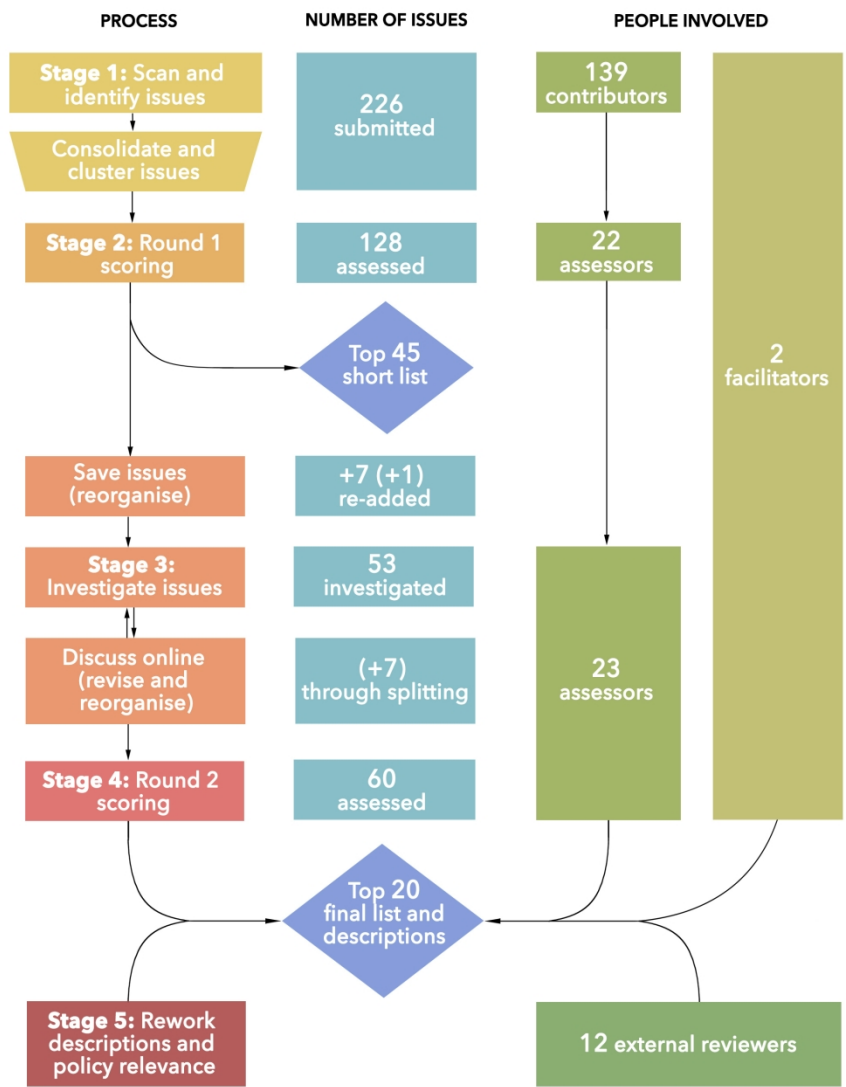 PROCESS
NUMBER OF ISSUES
PEOPLE INVOLVED
Stage 1: Scan and
identify issues
226
submitted
139
contributors
Consolidate and
cluster issues
Stage 2: Round 1
scoring
128
assessed
22
assessors
Top 45
short list
2
facilitators
Save issues
(reorganise)
+7 (+1)
re-added
Stage 3:
Investigate issues
53
investigated
Discuss online
(revise and
reorganise)
(+7)
through splitting
23
assessors
Stage 4: Round 2
scoring
60
assessed
Top 20
final list and
descriptions
Stage 5: Rework
descriptions and
policy relevance
12 external reviewers